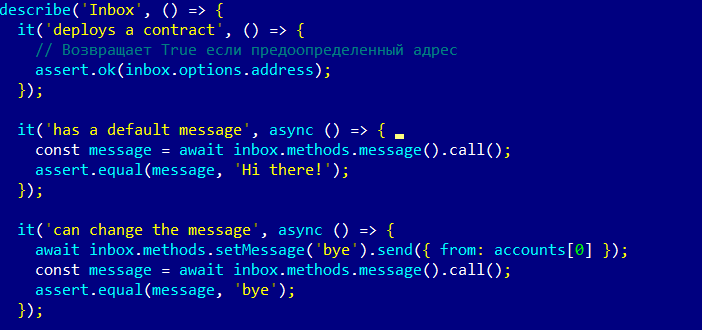 describe('Inbox', () => {
  it('deploys a contract', () => {
    // Возвращает True если предоопределенный адрес
    assert.ok(inbox.options.address);
  });
  it('has a default message', async () => {
    const message = await inbox.methods.message().call();
    assert.equal(message, 'Hi there!');
  });
  it('can change the message', async () => {
    await inbox.methods.setMessage('bye').send({ from: accounts[0] });
    const message = await inbox.methods.message().call();
    assert.equal(message, 'bye');
  });